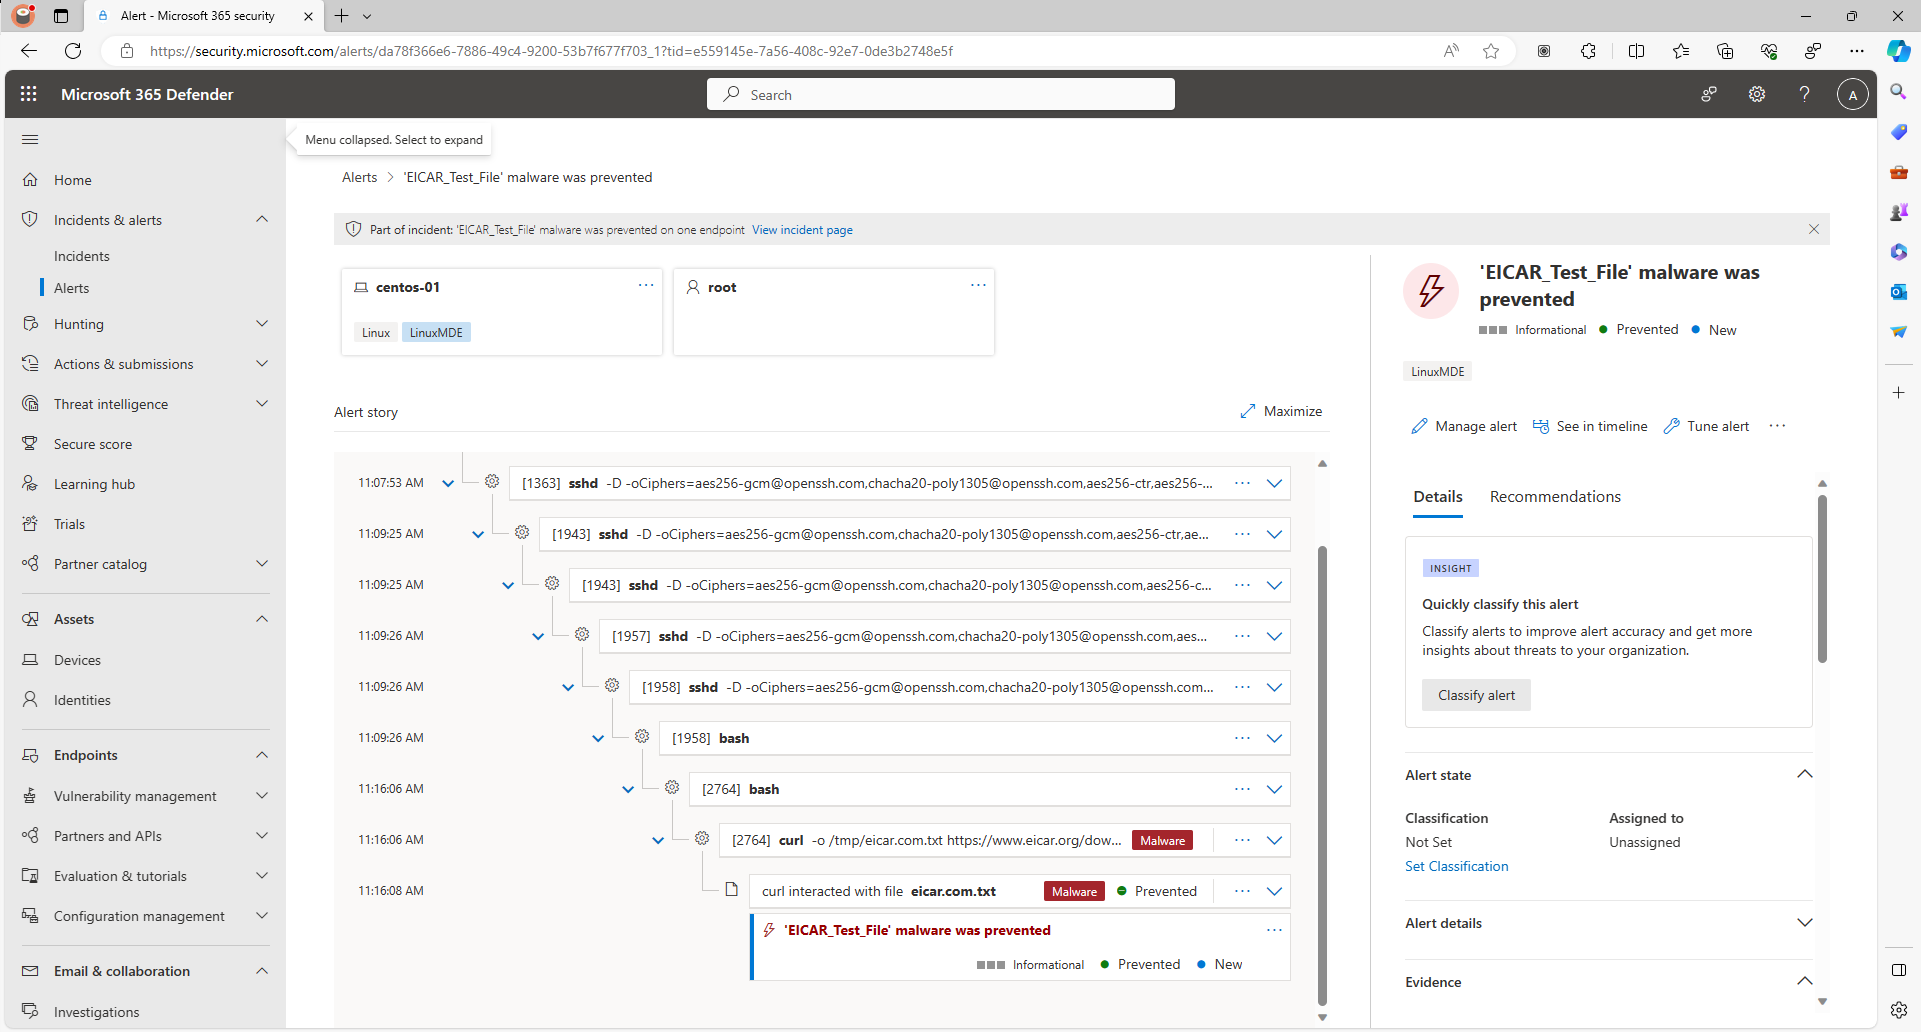 Alert - Microsoft 365 security
https://security.microsoft.com/alerts/da78f366e6-7886-49c4-9200-53b7f677f703_1?tid=e559145e-7a56-408c-92e7-0de3b2748e5f
Microsoft 365 Defender
Search
A
Menu collapsed. Select to expand
Home
Incidents & alerts
Incidents
Alerts
Hunting
Actions & submissions
Threat intelligence
Secure score
Learning hub
Trials
Partner catalog
Assets
Devices
Identities
Endpoints
Vulnerability management
Partners and APIs
Evaluation & tutorials
Configuration management
Email & collaboration
Investigations
Alerts > 'EICAR_Test_File' malware was prevented
Part of incident: 'EICAR_Test_File' malware was prevented on one endpoint View incident page
centos-01
Linux LinuxMDE
root
Alert story
Maximize
11:07:53 AM [1363] sshd -D -oCiphers=aes256-gcm@openssh.com,chacha20-poly1305@openssh.com,aes256-ctr,aes256-...
11:09:25 AM [1943] sshd -D -oCiphers=aes256-gcm@openssh.com,chacha20-poly1305@openssh.com,aes256-ctr,ae...
11:09:25 AM [1943] sshd -D -oCiphers=aes256-gcm@openssh.com,chacha20-poly1305@openssh.com,aes256-c...
11:09:26 AM [1957] sshd -D -oCiphers=aes256-gcm@openssh.com,chacha20-poly1305@openssh.com,aes...
11:09:26 AM [1958] sshd -D -oCiphers=aes256-gcm@openssh.com,chacha20-poly1305@openssh.com...
11:09:26 AM [1958] bash
11:16:06 AM [2764] bash
11:16:06 AM [2764] curl -o /tmp/eicar.com.txt https://www.eicar.org/dow... Malware
11:16:08 AM curl interacted with file eicar.com.txt Malware Prevented
'EICAR_Test_File' malware was prevented
Informational Prevented New
'EICAR_Test_File' malware was
prevented
Informational Prevented New
LinuxMDE
Manage alert See in timeline Tune alert
Details Recommendations
INSIGHT
Quickly classify this alert
Classify alerts to improve alert accuracy and get more
insights about threats to your organization.
Classify alert
Alert state
Classification Assigned to
Not Set Unassigned
Set Classification
Alert details
Evidence